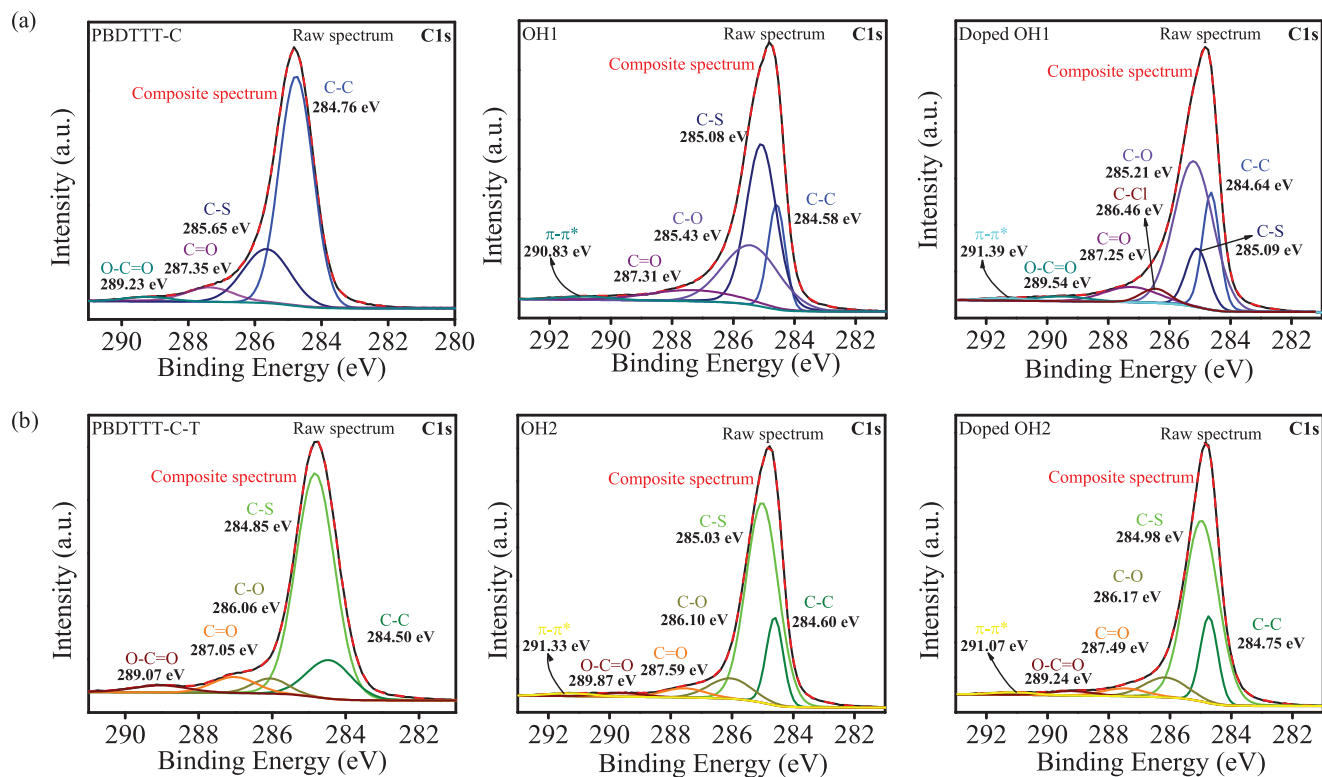 (a)
PBDTTT-C
Raw spectrum
C1s
Composite spectrum
C-C
284.76 eV
C-S
285.65 eV
C=O
287.35 eV
O-C=O
289.23 eV
Intensity (a.u.)
290 288 286 284 282 280
Binding Energy (eV)
OH1
Raw spectrum
C1s
Composite spectrum
C-S
285.08 eV
C-C
284.58 eV
C-O
285.43 eV
π-π*
290.83 eV
C=O
287.31 eV
Intensity (a.u.)
292 290 288 286 284 282
Binding Energy (eV)
Doped OH1
Raw spectrum
C1s
Composite spectrum
C-O
285.21 eV
C-C
284.64 eV
C-Cl
286.46 eV
C-S
285.09 eV
C=O
287.25 eV
π-π*
291.39 eV
O-C=O
289.54 eV
Intensity (a.u.)
292 290 288 286 284 282
Binding Energy (eV)
(b)
PBDTTT-C-T
Raw spectrum
C1s
Composite spectrum
C-S
284.85 eV
C-O
286.06 eV
C-C
284.50 eV
C=O
287.05 eV
O-C=O
289.07 eV
Intensity (a.u.)
290 288 286 284 282
Binding Energy (eV)
OH2
Raw spectrum
C1s
Composite spectrum
C-S
285.03 eV
C-O
286.10 eV
C-C
284.60 eV
π-π*
291.33 eV
C=O
287.59 eV
O-C=O
289.87 eV
Intensity (a.u.)
292 290 288 286 284 282
Binding Energy (eV)
Doped OH2
Raw spectrum
C1s
Composite spectrum
C-S
284.98 eV
C-O
286.17 eV
C-C
284.75 eV
π-π*
291.07 eV
C=O
287.49 eV
O-C=O
289.24 eV
Intensity (a.u.)
292 290 288 286 284 282
Binding Energy (eV)